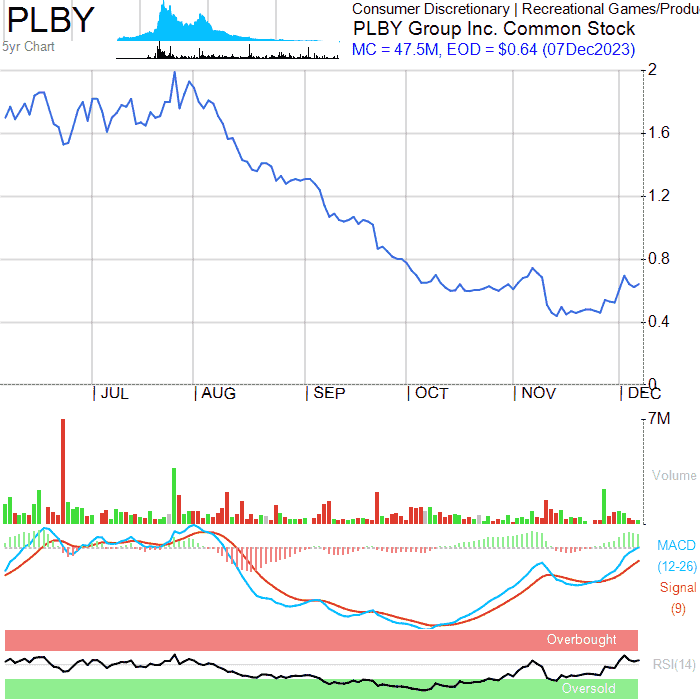 PLBY
5yr Chart
Consumer Discretionary | Recreational Games/Produ
PLBY Group Inc. Common Stock
MC = 47.5M, EOD = $0.64 (07Dec2023)
2
1.6
1.2
0.8
0.4
0
| JUL | AUG | SEP | OCT | NOV | DEC
7M
Volume
MACD
(12-26)
Signal
(9)
Overbought
RSI(14)
Oversold